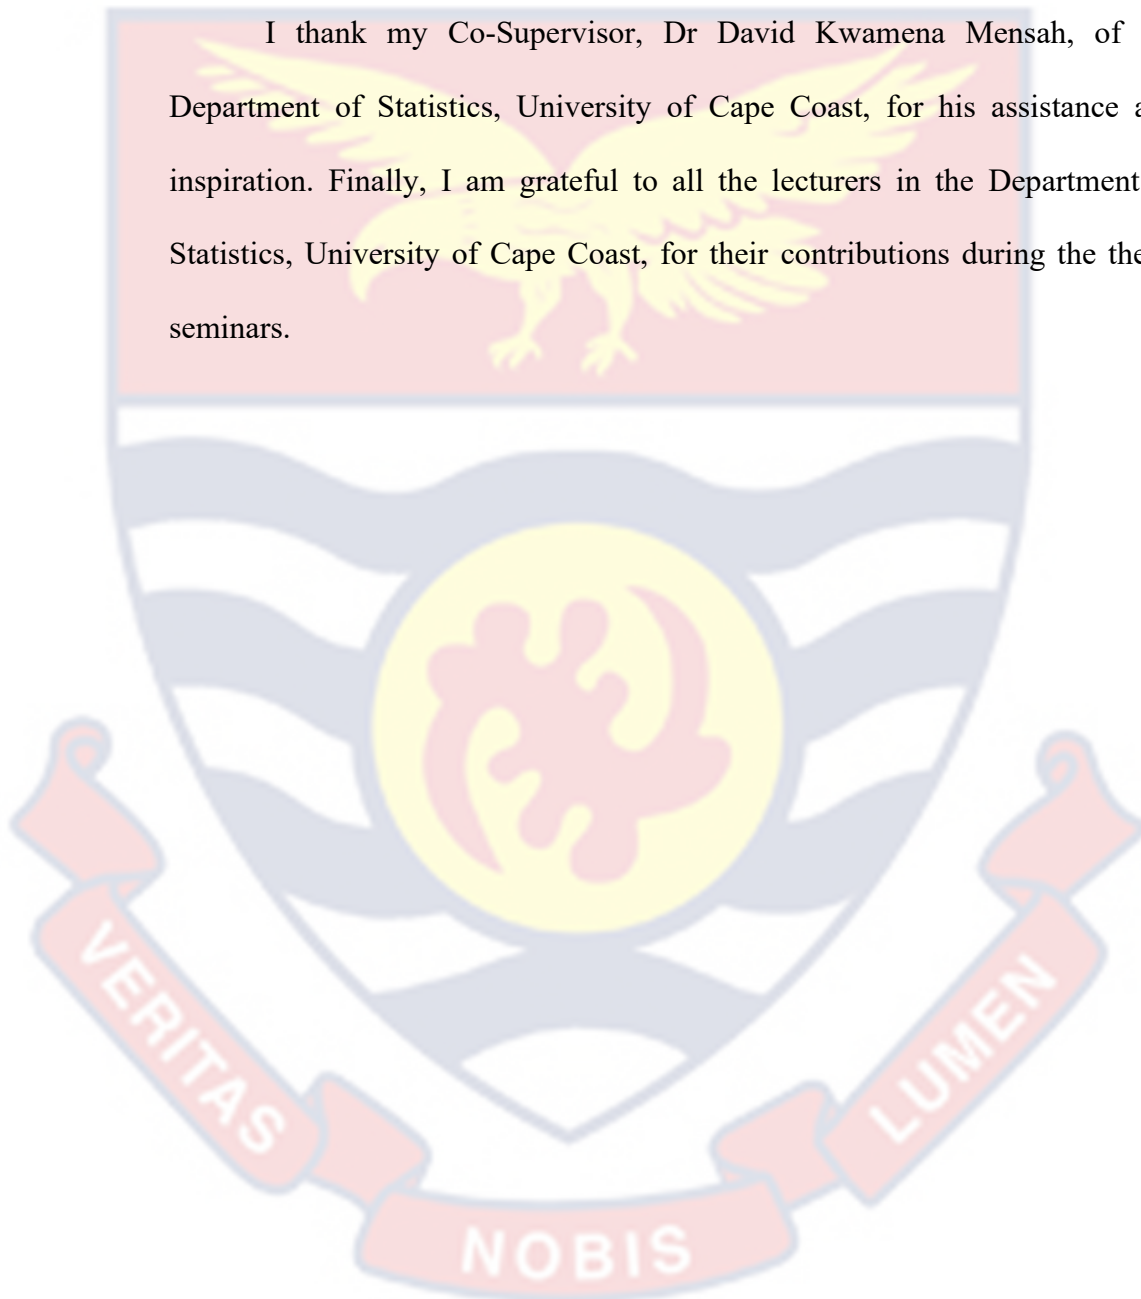 I thank my Co-Supervisor, Dr David Kwamena Mensah, of
Department of Statistics, University of Cape Coast, for his assistance
inspiration. Finally, I am grateful to all the lecturers in the Department
Statistics, University of Cape Coast, for their contributions during the
seminars.
VERITAS
NOBIS
LUMEN